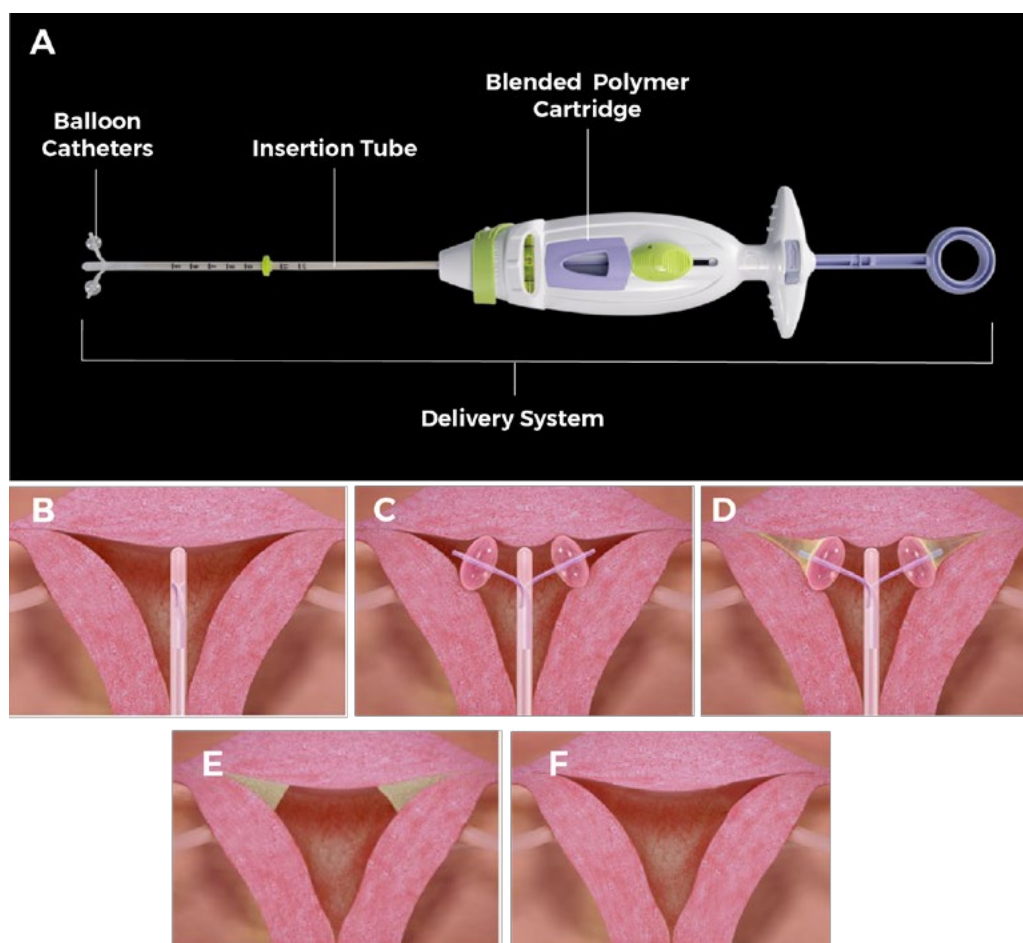 A
Blended Polymer
Cartridge
Balloon
Catheters
Insertion Tube
Delivery System
B
C
D
E
F